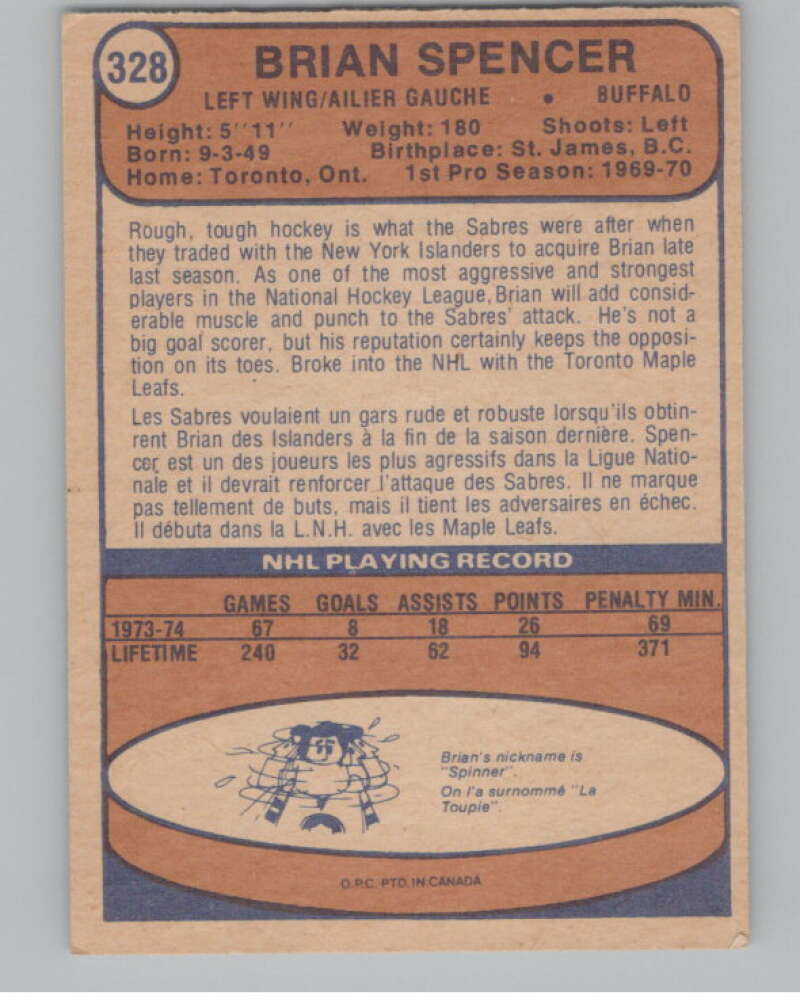 328
BRIAN SPENCER
LEFT WING/AILIER GAUCHE • BUFFALO
Height: 5''11'' Weight: 180 Shoots: Left
Born: 9-3-49 Birthplace: St. James, B.C.
Home: Toronto, Ont. 1st Pro Season: 1969-70
Rough, tough hockey is what the Sabres were after when
they traded with the New York Islanders to acquire Brian late
last season. As one of the most aggressive and strongest
players in the National Hockey League, Brian will add consid-
erable muscle and punch to the Sabres' attack. He's not a
big goal scorer, but his reputation certainly keeps the opposi-
tion on its toes. Broke into the NHL with the Toronto Maple
Leafs.
Les Sabres voulaient un gars rude et robuste lorsqu'ils obtin-
rent Brian des Islanders à la fin de la saison dernière. Spen-
cer est un des joueurs les plus agressifs dans la Ligue Natio-
nale et il devrait renforcer l'attaque des Sabres. Il ne marque
pas tellement de buts, mais il tient les adversaires en échec.
Il débuta dans la L.N.H. avec les Maple Leafs.
NHL PLAYING RECORD
GAMES GOALS ASSISTS POINTS PENALTY MIN.
1973-74 67 8 18 26 69
LIFETIME 240 32 62 94 371
Brian's nickname is
"Spinner".
On l'a surnommé "La
Toupie".
O.P.C. PTD. IN CANADA